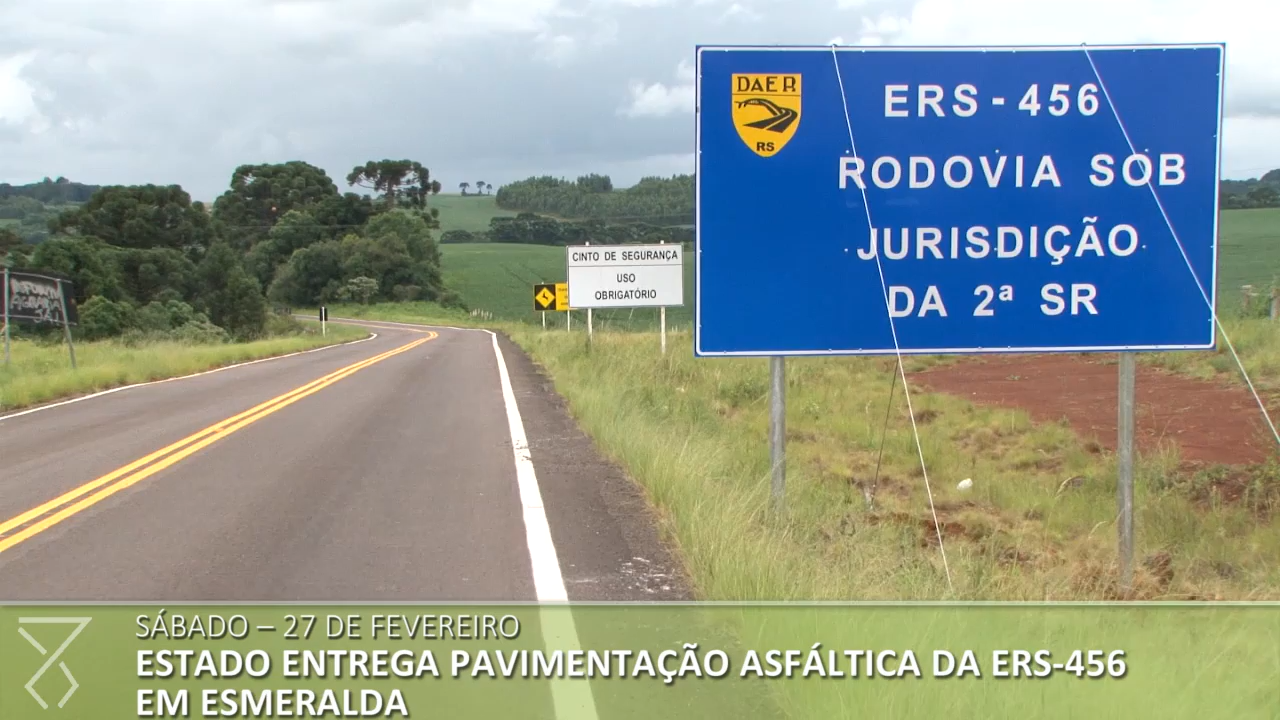 DAER
RS
ERS - 456
RODOVIA SOB
JURISDIÇÃO
DA 2ª SR
CINTO DE SEGURANÇA
USO
OBRIGATÓRIO
SÁBADO – 27 DE FEVEREIRO
ESTADO ENTREGA PAVIMENTAÇÃO ASFÁLTICA DA ERS-456
EM ESMERALDA